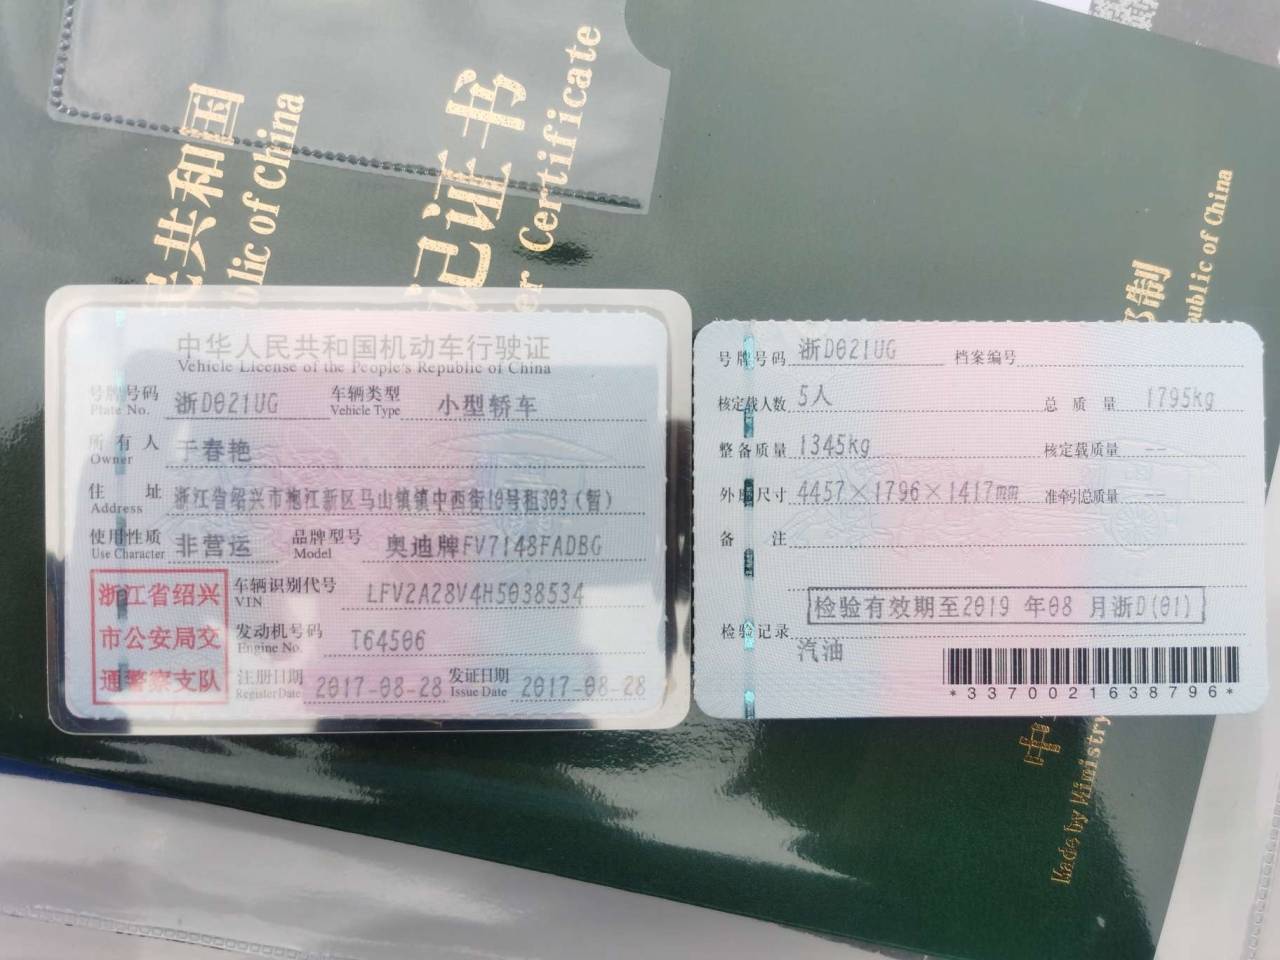 民共和国
blic of China
记证书
er Certificate
制
public of China
中华人民共和国机动车行驶证
Vehicle License of the People's Republic of China
号牌号码 浙D021UG 车辆类型 小型轿车
Plate No. Vehicle Type
所有人 于春艳
Owner
住址 浙江省绍兴市袍江新区马山镇镇中西街10号租303（暂）
Address
使用性质 非营运 品牌型号 奥迪牌FV7148FADBG
Use Character Model
浙江省绍兴
市公安局交
通警察支队
车辆识别代号 LFV2A28V4H5038534
VIN
发动机号码 T64506
Engine No.
注册日期 2017-08-28 发证日期 2017-08-28
Register Date Issue Date
号牌号码 浙D021UG 档案编号
核定载人数 5人 总质量 1795kg
整备质量 1345kg 核定载质量 --
外廓尺寸 4457×1796×1417mm 准牵引总质量 --
备注
检验有效期至2019 年08 月浙D(01)
检验记录
汽油
*3370021638796*
中
Made by Ministry